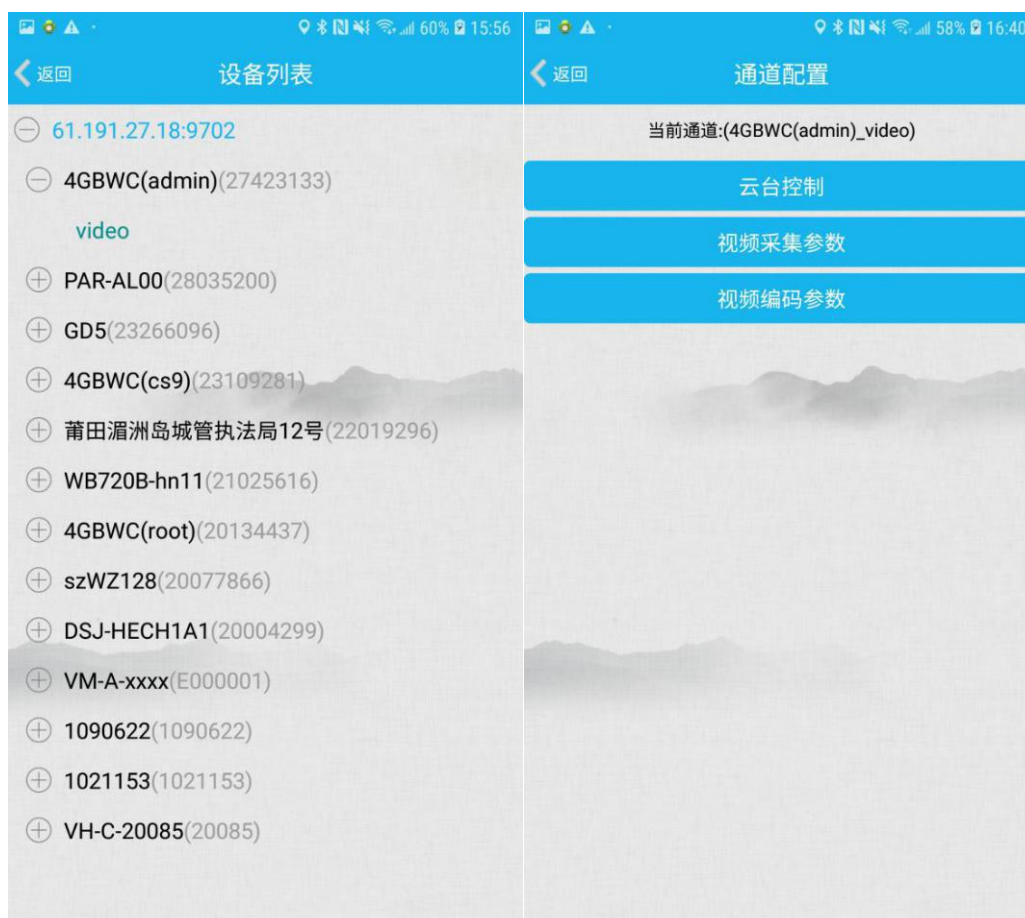 60% 15:56
返回
设备列表
61.191.27.18:9702
4GBWC(admin)(27423133)
video
PAR-AL00(28035200)
GD5(23266096)
4GBWC(cs9)(23109281)
莆田湄洲岛城管执法局12号(22019296)
WB720B-hn11(21025616)
4GBWC(root)(20134437)
szWZ128(20077866)
DSJ-HECH1A1(20004299)
VM-A-xxxx(E000001)
1090622(1090622)
1021153(1021153)
VH-C-20085(20085)
58% 16:40
返回
通道配置
当前通道:(4GBWC(admin)_video)
云台控制
视频采集参数
视频编码参数